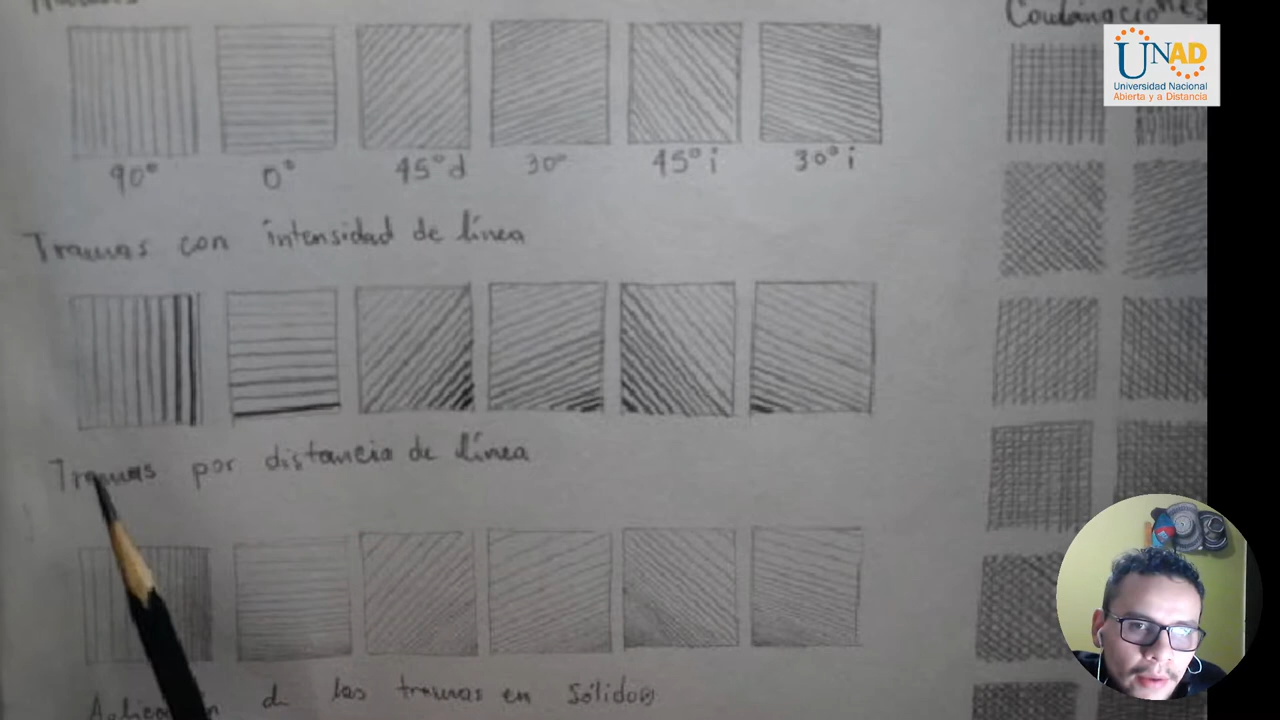 Combinaciones
UNAD
Universidad Nacional
Abierta y a Distancia
90° 0° 45°d 30° 45°i 30°i
Tramas con intensidad de línea
Tramas por distancia de línea
de las tramas en Sólidos